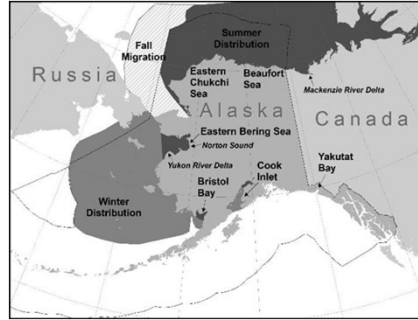 Summer
Distribution
Fall
Migration
Russia
Eastern
Chukchi
Sea
Beaufort
Sea
Mackenzie River Delta
Alaska
Canada
Eastern Bering Sea
Norton Sound
Yukon River Delta
Cook
Inlet
Yakutat
Bay
Bristol
Bay
Winter
Distribution